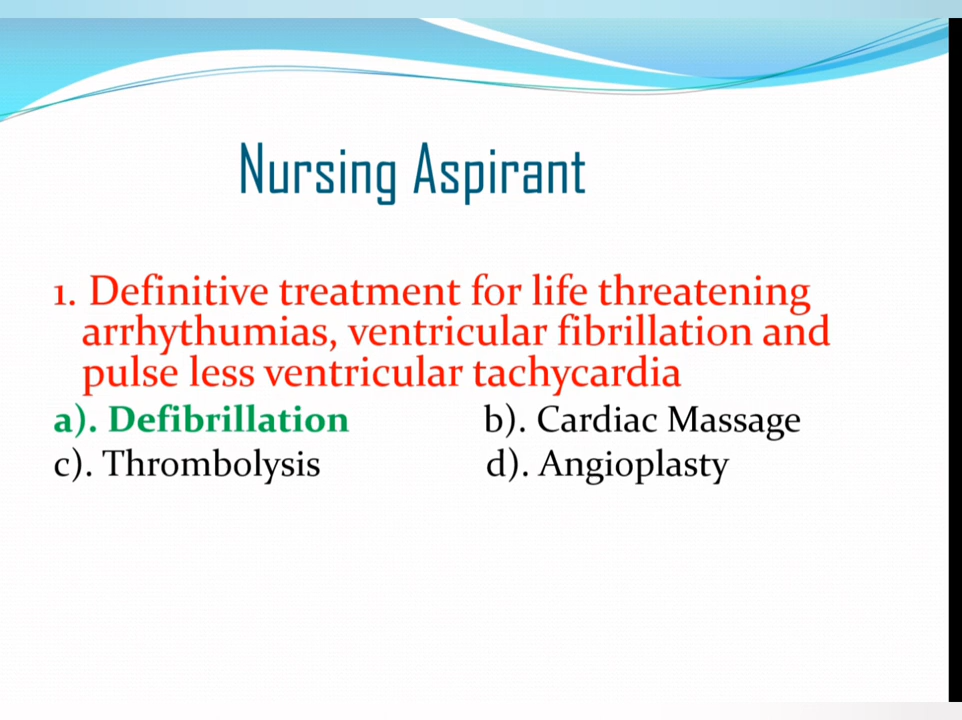 Nursing Aspirant
1. Definitive treatment for life threatening
arrhythumias, ventricular fibrillation and
pulse less ventricular tachycardia
a). Defibrillation b). Cardiac Massage
c). Thrombolysis d). Angioplasty